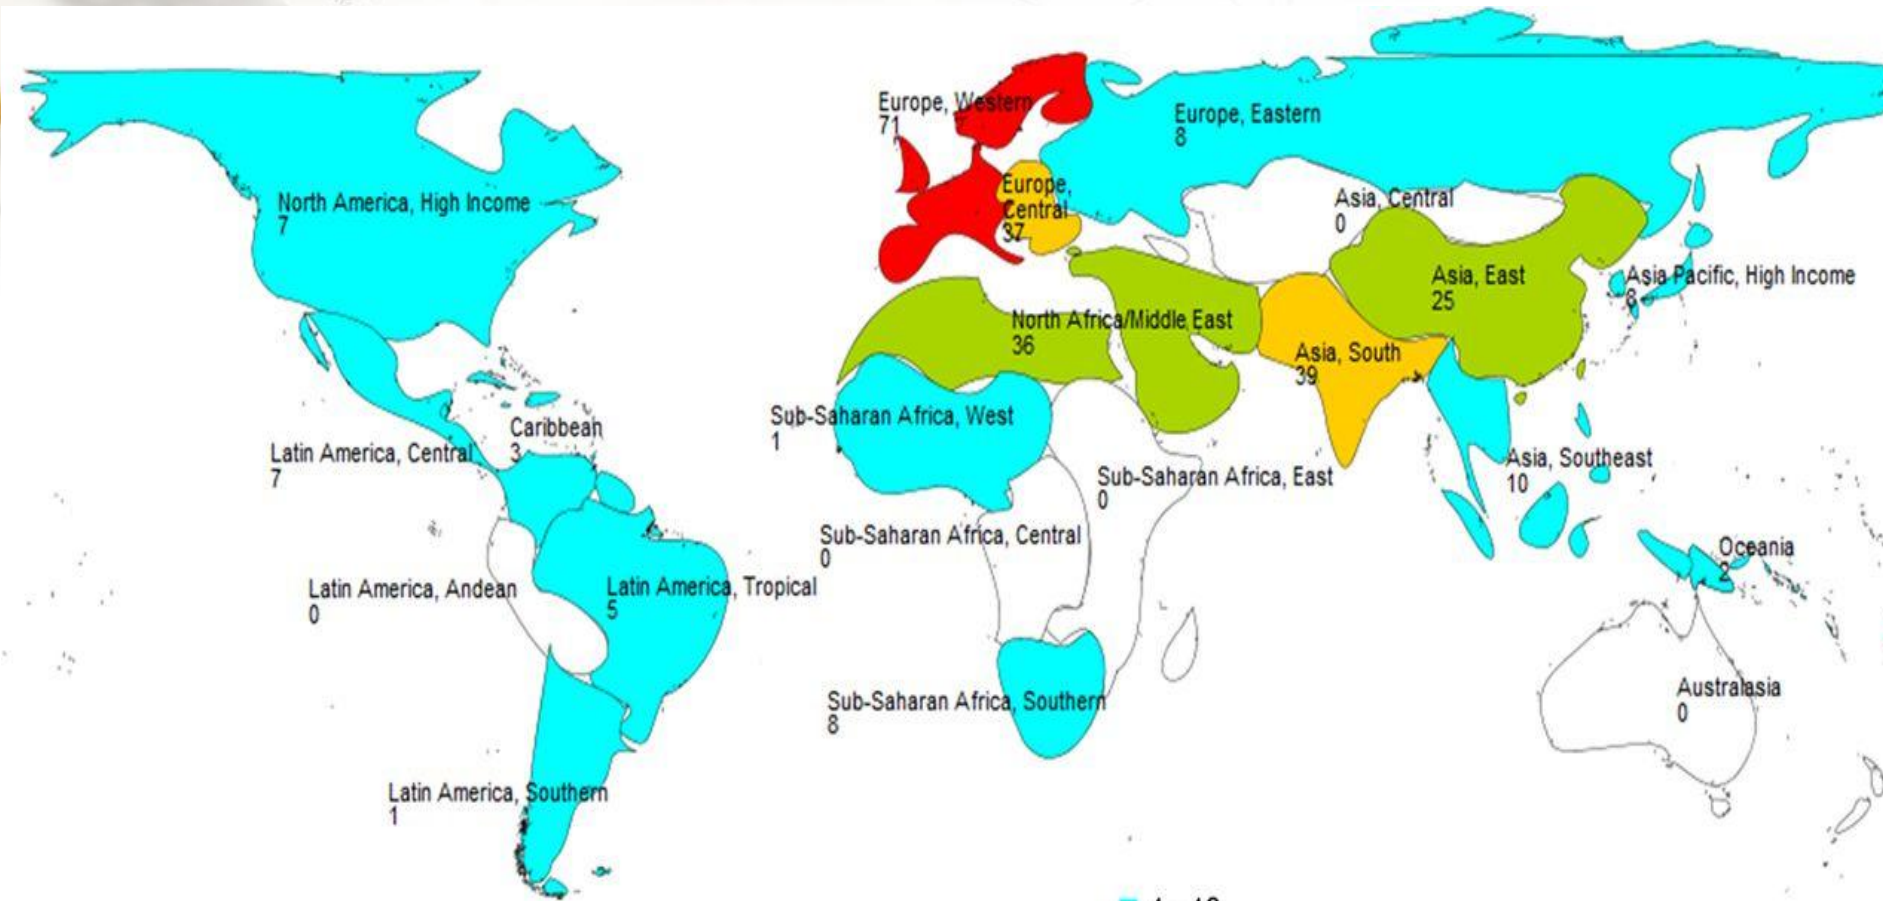 Europe, Western
71
Europe, Eastern
8
North America, High Income
7
Europe,
Central
37
Asia, Central
0
Asia, East
25
Asia Pacific, High Income
8
North Africa/Middle East
36
Asia, South
39
Sub-Saharan Africa, West
1
Caribbean
3
Latin America, Central
7
Asia, Southeast
10
Sub-Saharan Africa, East
0
Sub-Saharan Africa, Central
0
Oceania
2
Latin America, Andean
0
Latin America, Tropical
5
Australasia
0
Sub-Saharan Africa, Southern
8
Latin America, Southern
1